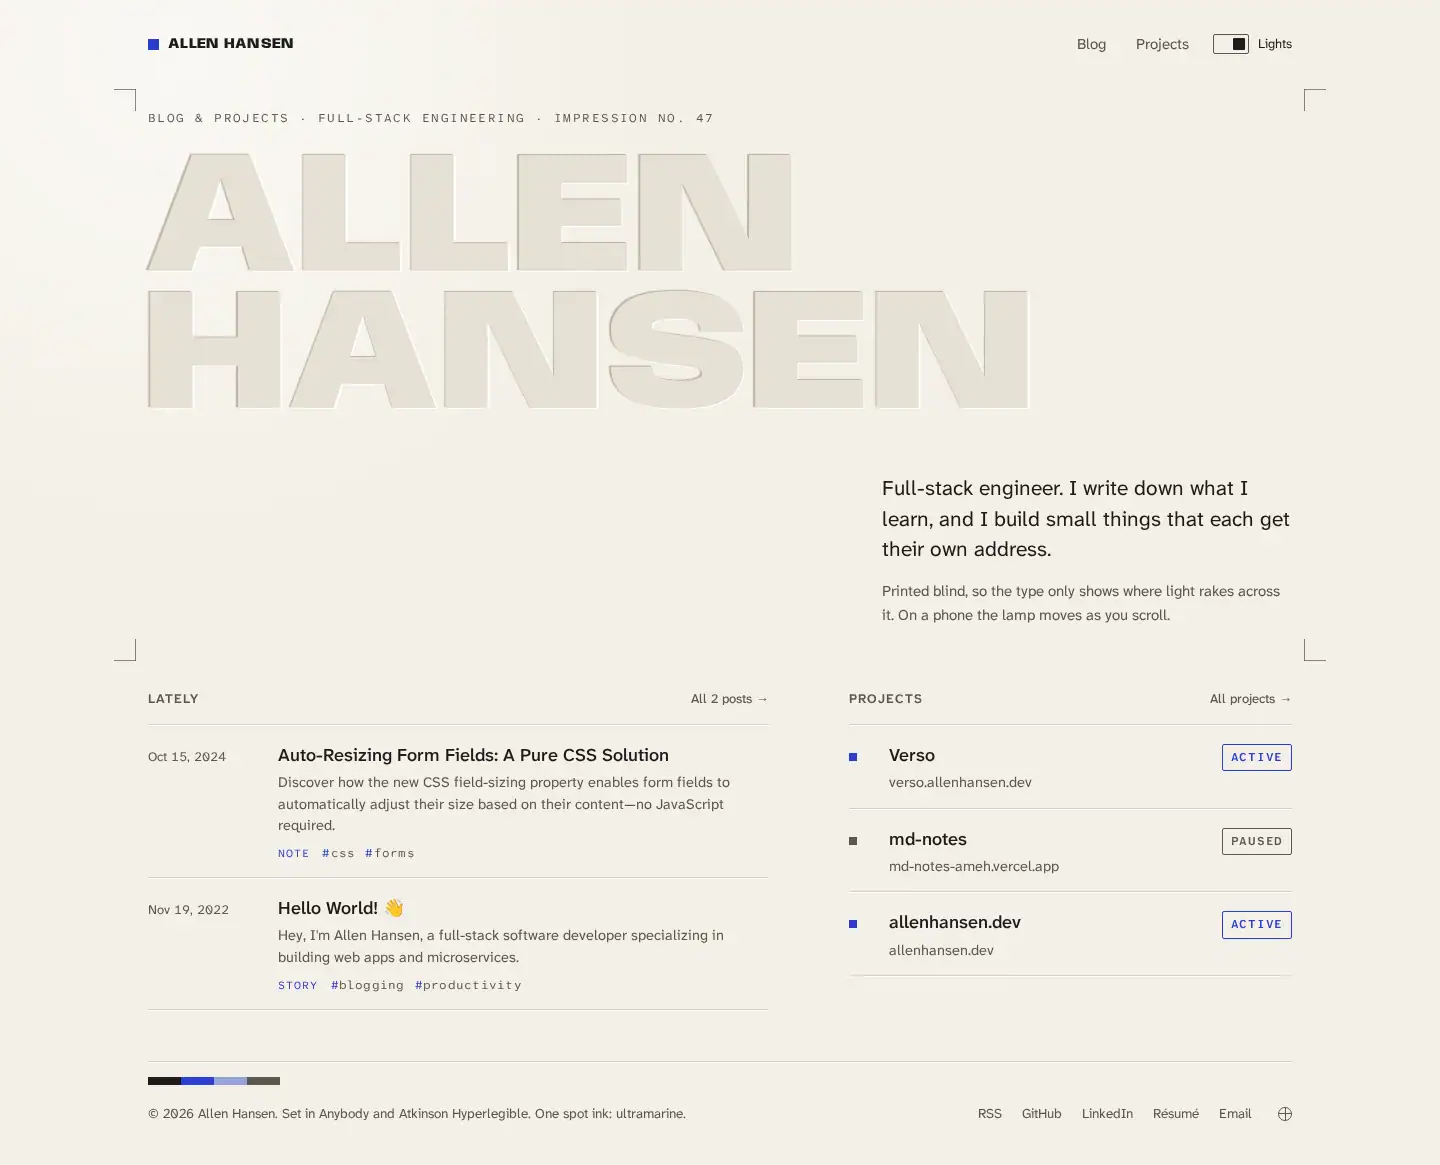 ALLEN HANSEN
Blog
Projects
Lights
BLOG & PROJECTS · FULL-STACK ENGINEERING · IMPRESSION NO. 47
ALLEN
HANSEN
Full-stack engineer. I write down what I
learn, and I build small things that each get
their own address.
Printed blind, so the type only shows where light rakes across
it. On a phone the lamp moves as you scroll.
LATELY
All 2 posts →
Oct 15, 2024
Auto-Resizing Form Fields: A Pure CSS Solution
Discover how the new CSS field-sizing property enables form fields to
automatically adjust their size based on their content—no JavaScript
required.
NOTE #css #forms
Nov 19, 2022
Hello World! 👋
Hey, I'm Allen Hansen, a full-stack software developer specializing in
building web apps and microservices.
STORY #blogging #productivity
PROJECTS
All projects →
Verso
ACTIVE
verso.allenhansen.dev
md-notes
PAUSED
md-notes-ameh.vercel.app
allenhansen.dev
ACTIVE
allenhansen.dev
© 2026 Allen Hansen. Set in Anybody and Atkinson Hyperlegible. One spot ink: ultramarine.
RSS
GitHub
LinkedIn
Résumé
Email